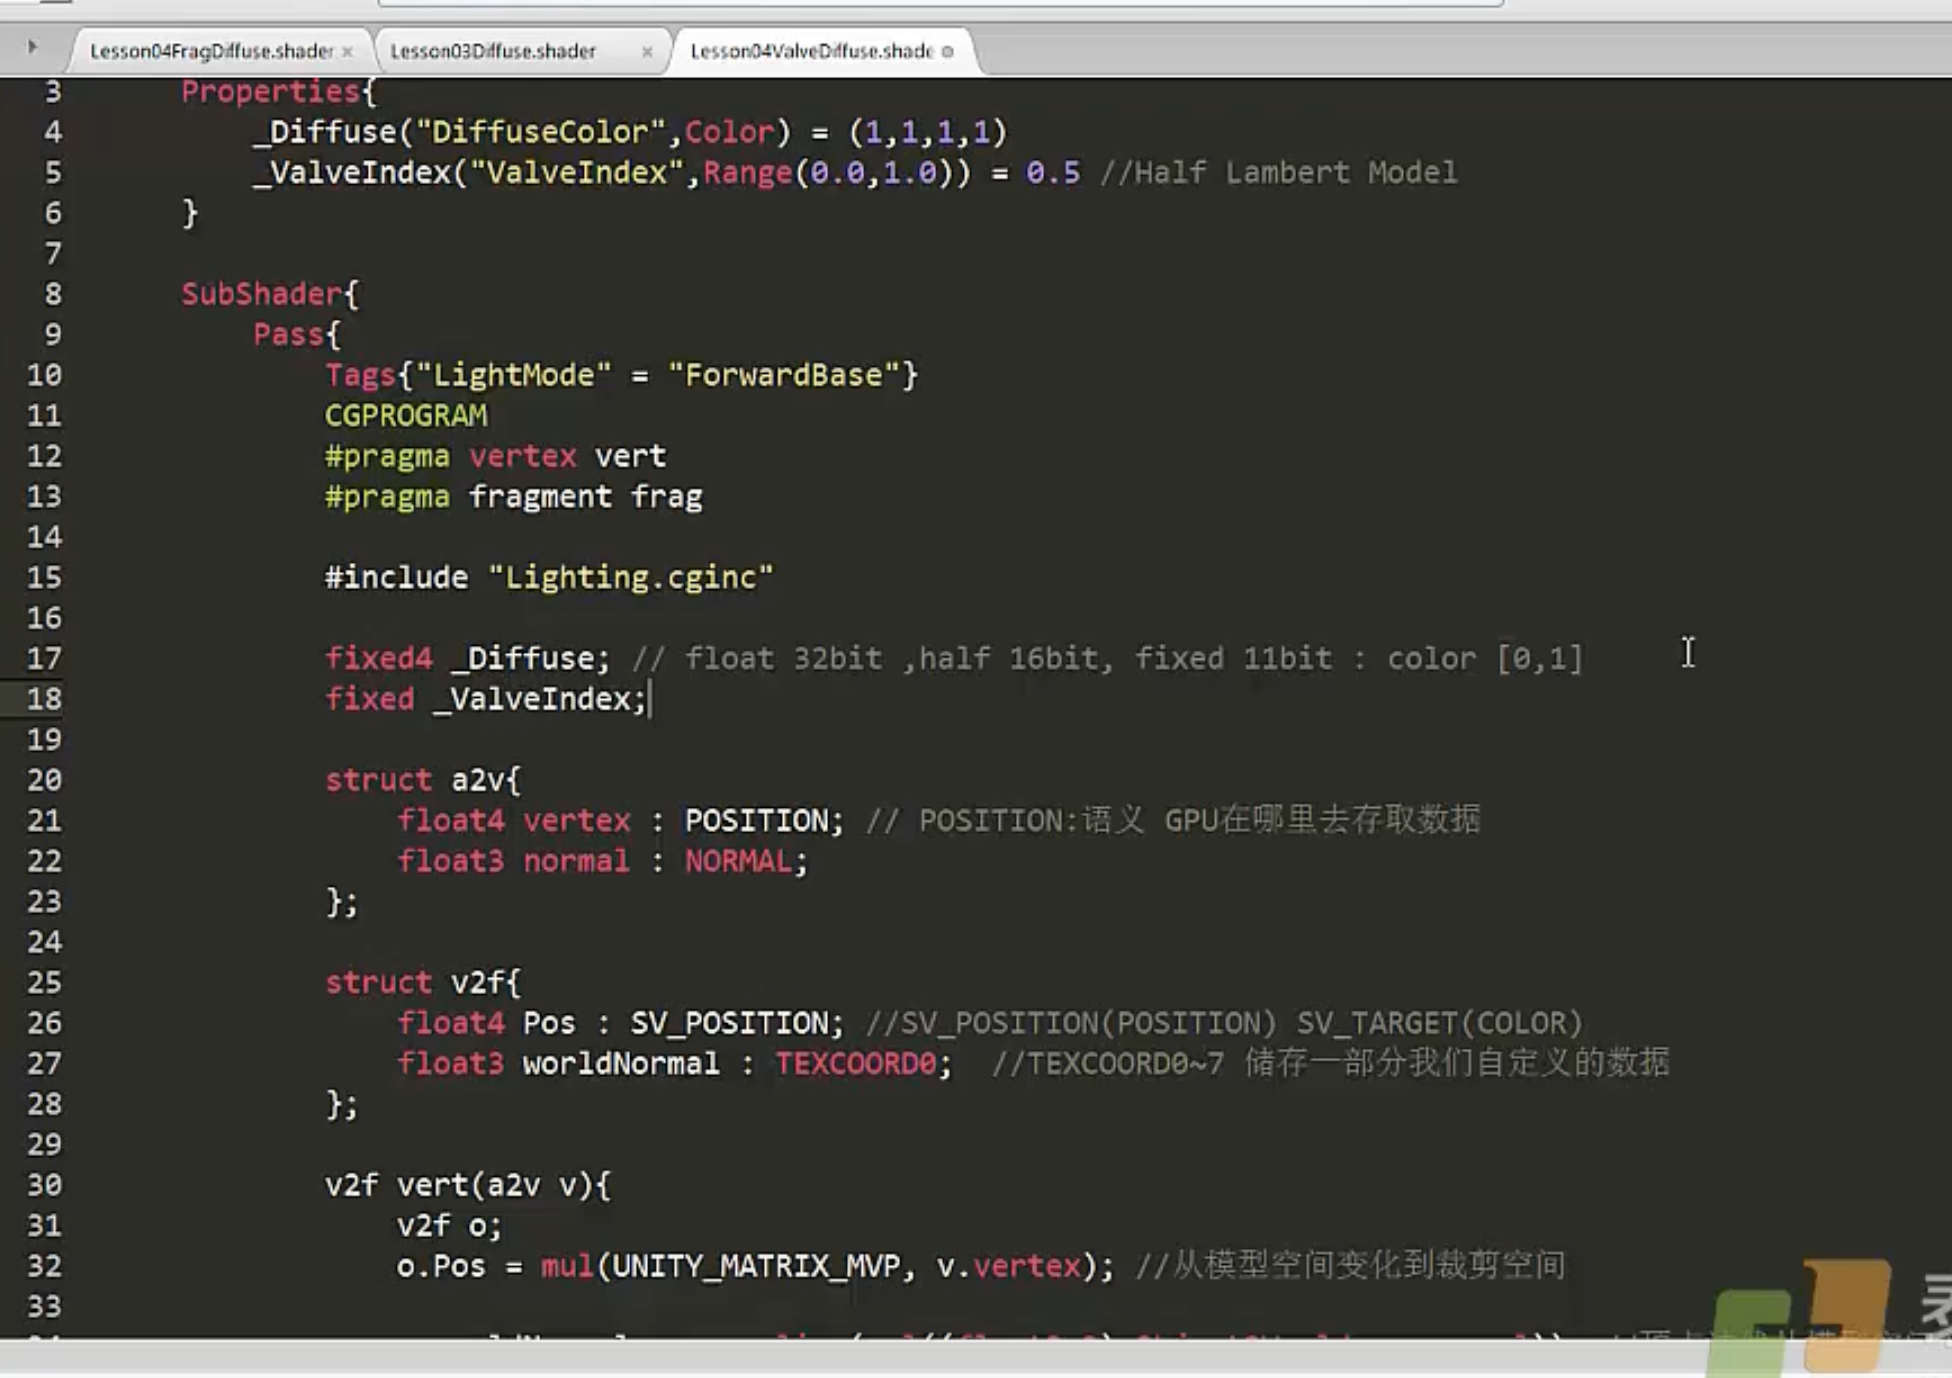 Lesson04FragDiffuse.shader × Lesson03Diffuse.shader × Lesson04ValveDiffuse.shade
3 Properties{
4 _Diffuse("DiffuseColor",Color) = (1,1,1,1)
5 _ValveIndex("ValveIndex",Range(0.0,1.0)) = 0.5 //Half Lambert Model
6 }
7
8 SubShader{
9 Pass{
10 Tags{"LightMode" = "ForwardBase"}
11 CGPROGRAM
12 #pragma vertex vert
13 #pragma fragment frag
14
15 #include "Lighting.cginc"
16
17 fixed4 _Diffuse; // float 32bit ,half 16bit, fixed 11bit : color [0,1]
18 fixed _ValveIndex;
19
20 struct a2v{
21 float4 vertex : POSITION; // POSITION:语义 GPU在哪里去存取数据
22 float3 normal : NORMAL;
23 };
24
25 struct v2f{
26 float4 Pos : SV_POSITION; //SV_POSITION(POSITION) SV_TARGET(COLOR)
27 float3 worldNormal : TEXCOORD0; //TEXCOORD0~7 储存一部分我们自定义的数据
28 };
29
30 v2f vert(a2v v){
31 v2f o;
32 o.Pos = mul(UNITY_MATRIX_MVP, v.vertex); //从模型空间变化到裁剪空间
33